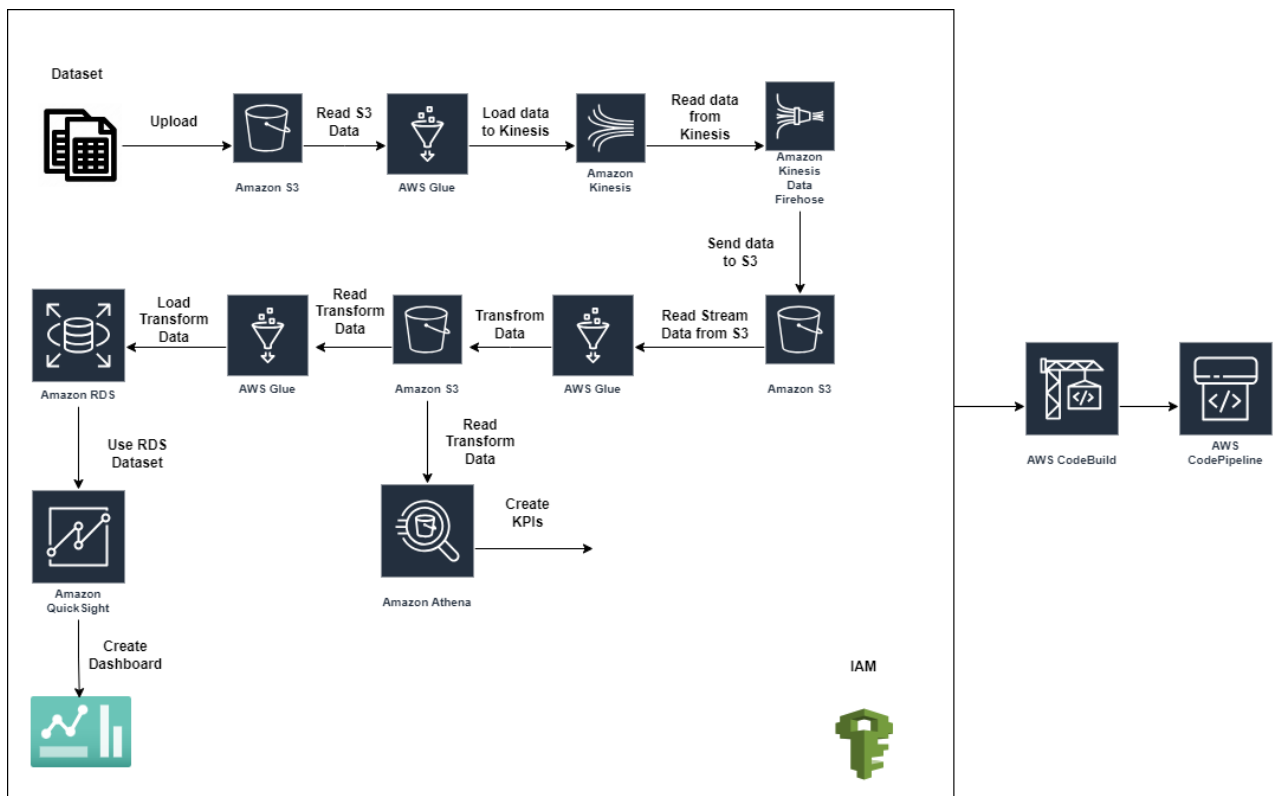 Dataset
Upload
Amazon S3
Read S3
Data
AWS Glue
Load data
to Kinesis
Amazon
Kinesis
Read data
from
Kinesis
Amazon
Kinesis
Data
Firehose
Send data
to S3
Amazon S3
Read Stream
Data from S3
AWS Glue
Transfrom
Data
Amazon S3
Read
Transform
Data
AWS Glue
Load
Transform
Data
Amazon RDS
Use RDS
Dataset
Amazon
QuickSight
Create
Dashboard
Read
Transform
Data
Amazon Athena
Create
KPIs
IAM
AWS CodeBuild
AWS
CodePipeline